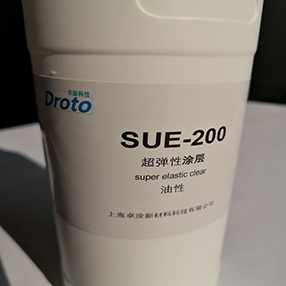 卓涂科技
Droto
SUE-200
超弹性涂层
super elastic clear
油性
上海卓涂新材料科技有限公司